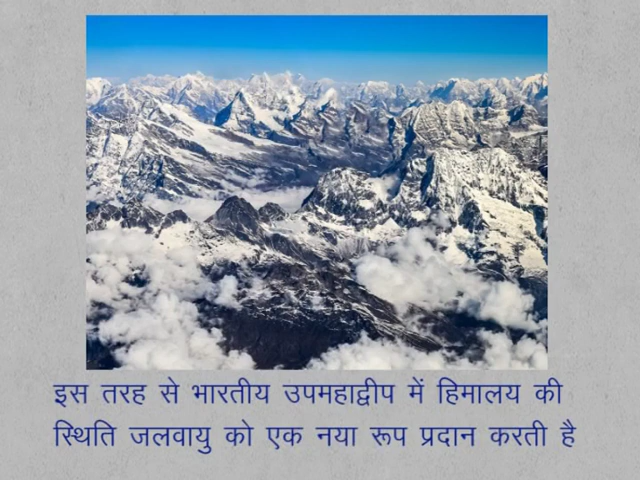 इस तरह से भारतीय उपमहाद्वीप में हिमालय की
स्थिति जलवायु को एक नया रूप प्रदान करती है